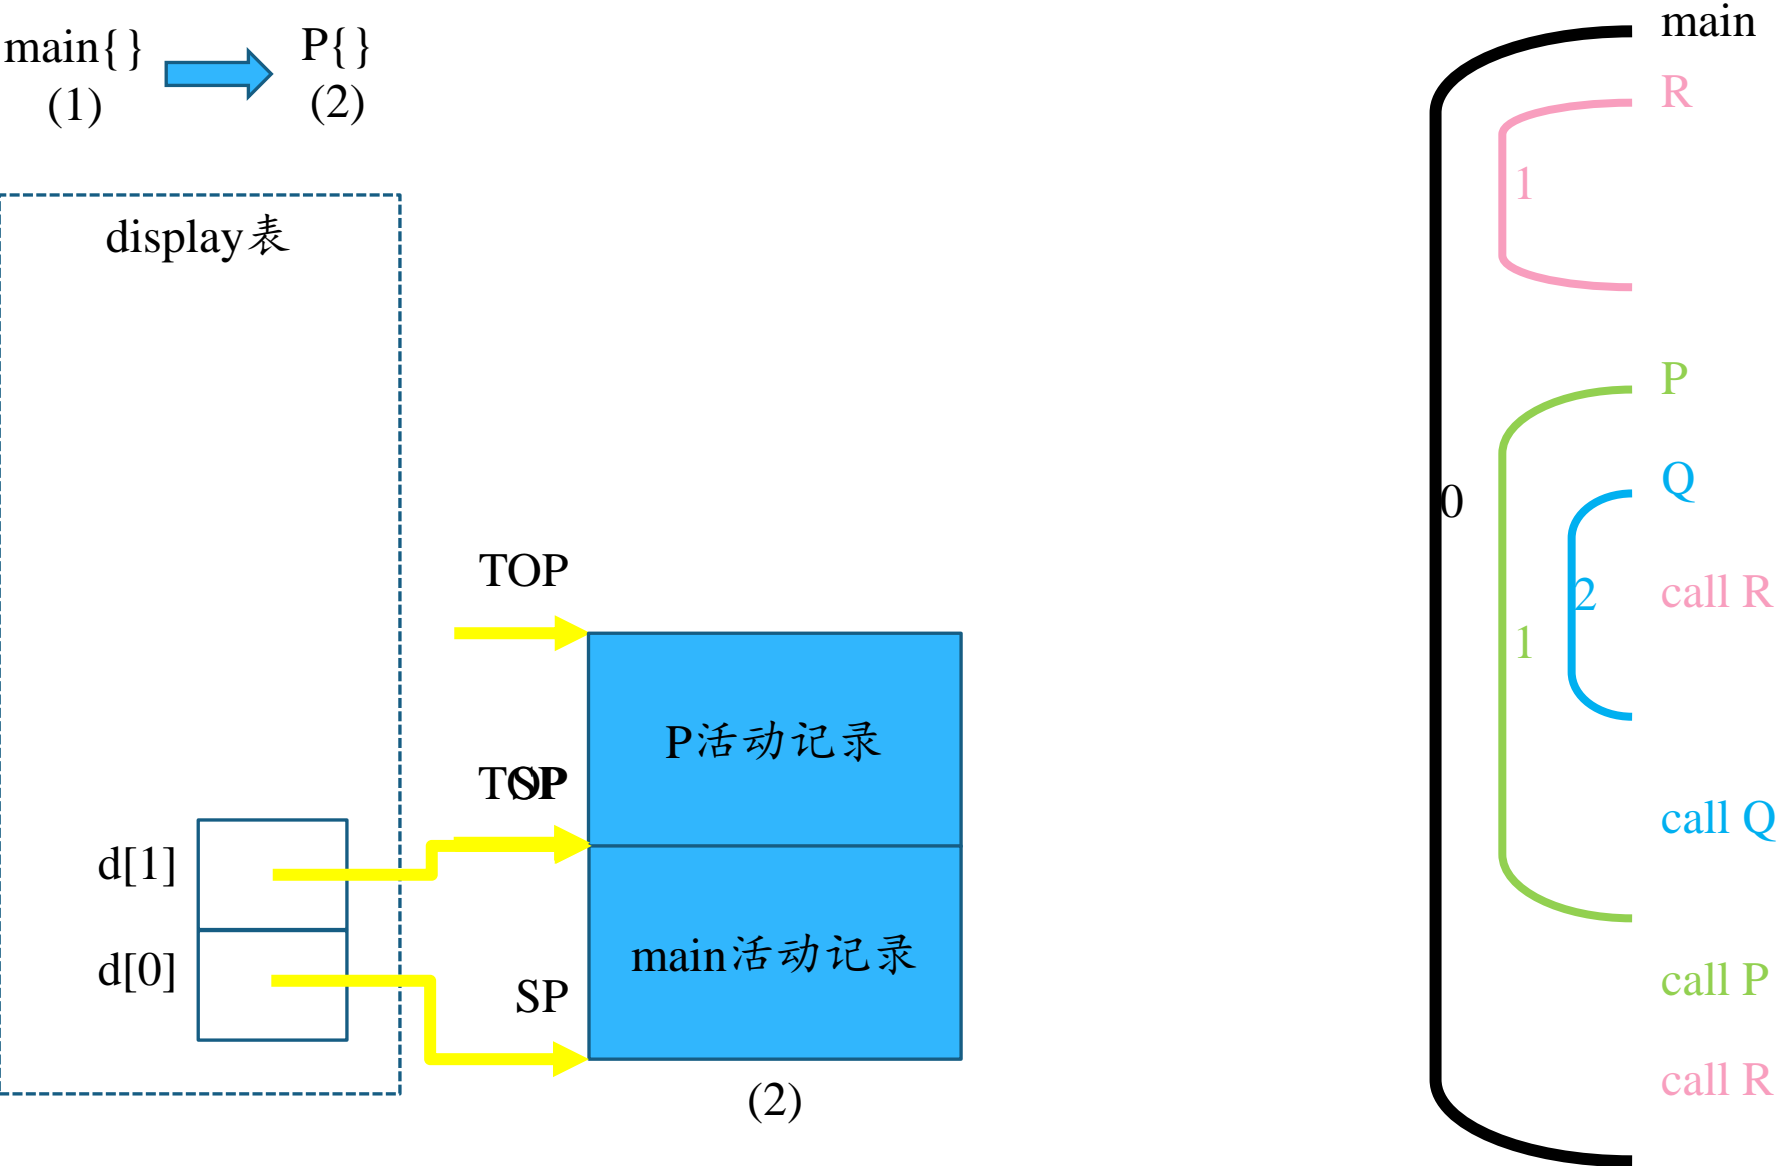 main{}
P{}
(1)
(2)
display表
TOP
P活动记录
TOP
SP
d[1]
d[0]
main活动记录
SP
(2)
main
R
1
P
Q
0
2
call R
1
call Q
call P
call R